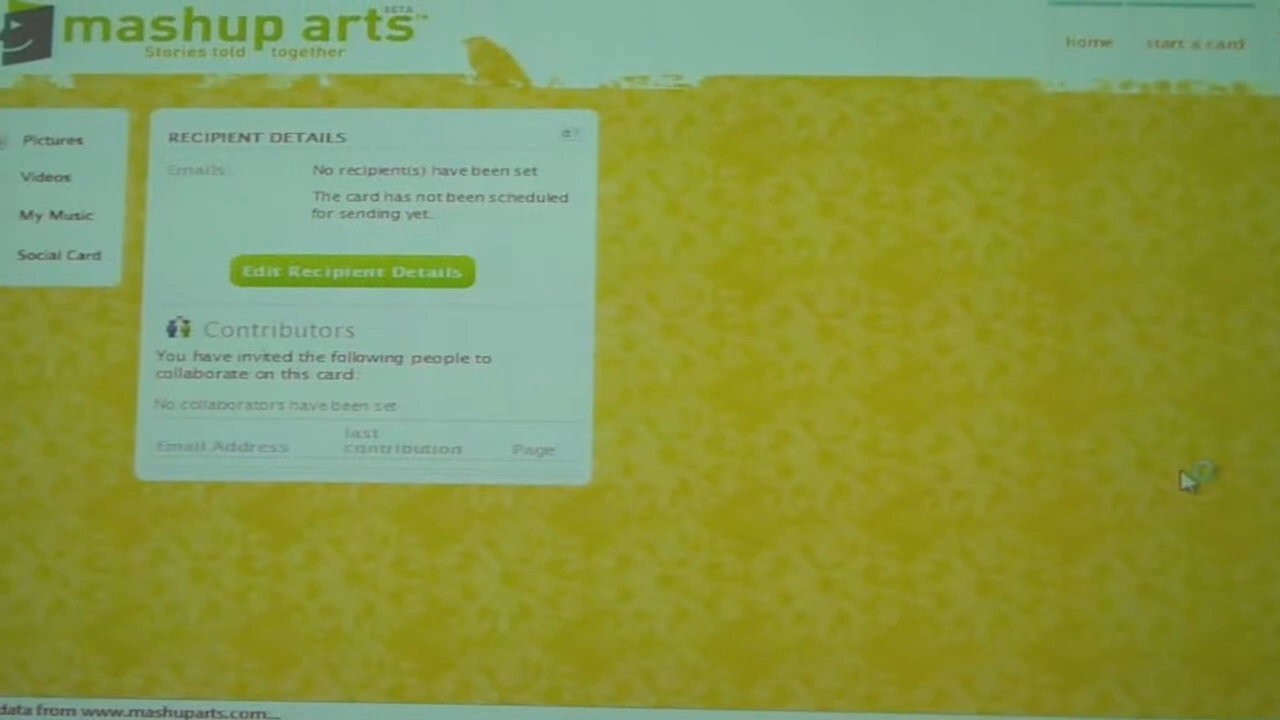 mashup arts™
BETA
Stories told together
home
start a card
Pictures
Videos
My Music
Social Card
RECIPIENT DETAILS
Emails:
No recipient(s) have been set
The card has not been scheduled
for sending yet.
Edit Recipient Details
Contributors
You have invited the following people to
collaborate on this card:
No collaborators have been set
Email Address
last
contribution
Page
data from www.mashuparts.com...